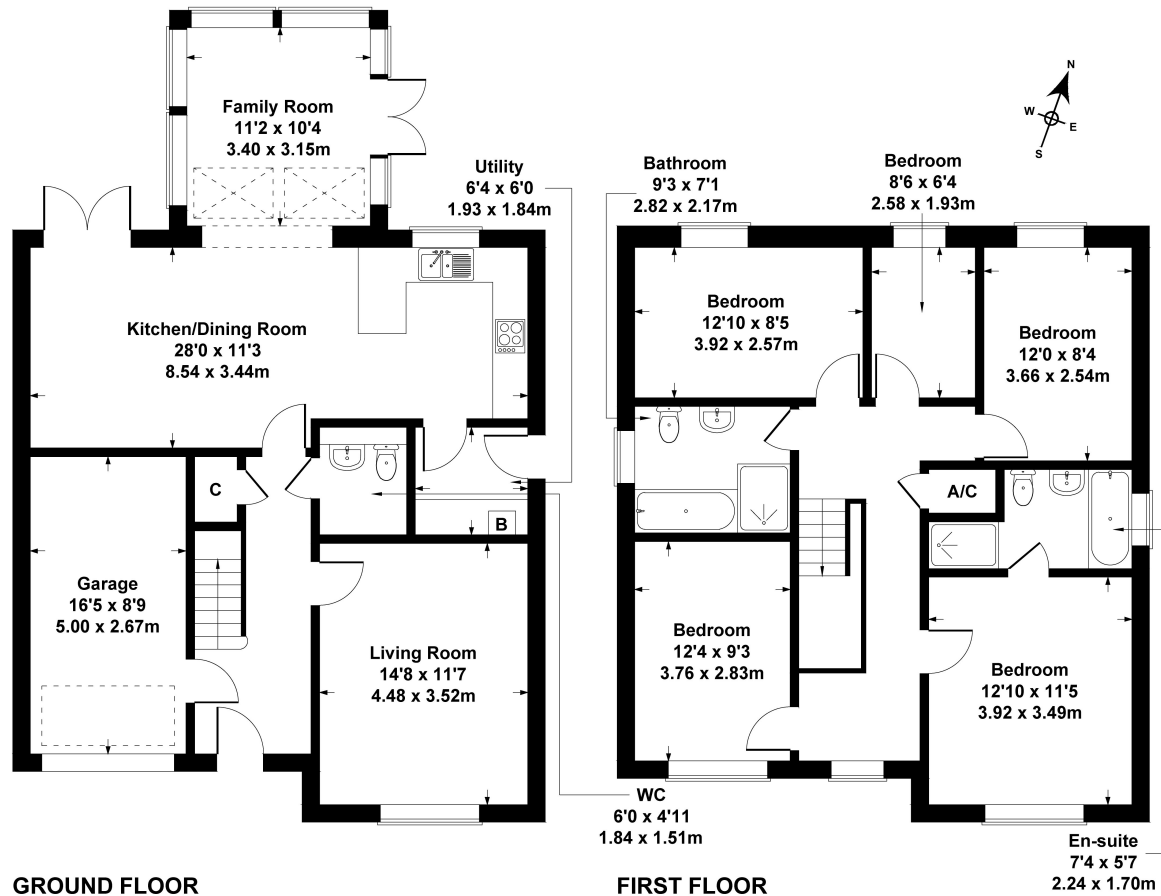 Family Room
11'2 x 10'4
3.40 x 3.15m
Utility
6'4 x 6'0
1.93 x 1.84m
Kitchen/Dining Room
28'0 x 11'3
8.54 x 3.44m
C
B
Garage
16'5 x 8'9
5.00 x 2.67m
Living Room
14'8 x 11'7
4.48 x 3.52m
WC
6'0 x 4'11
1.84 x 1.51m
GROUND FLOOR
N
W
E
S
Bathroom
9'3 x 7'1
2.82 x 2.17m
Bedroom
8'6 x 6'4
2.58 x 1.93m
Bedroom
12'10 x 8'5
3.92 x 2.57m
Bedroom
12'0 x 8'4
3.66 x 2.54m
A/C
Bedroom
12'4 x 9'3
3.76 x 2.83m
Bedroom
12'10 x 11'5
3.92 x 3.49m
En-suite
7'4 x 5'7
2.24 x 1.70m
FIRST FLOOR